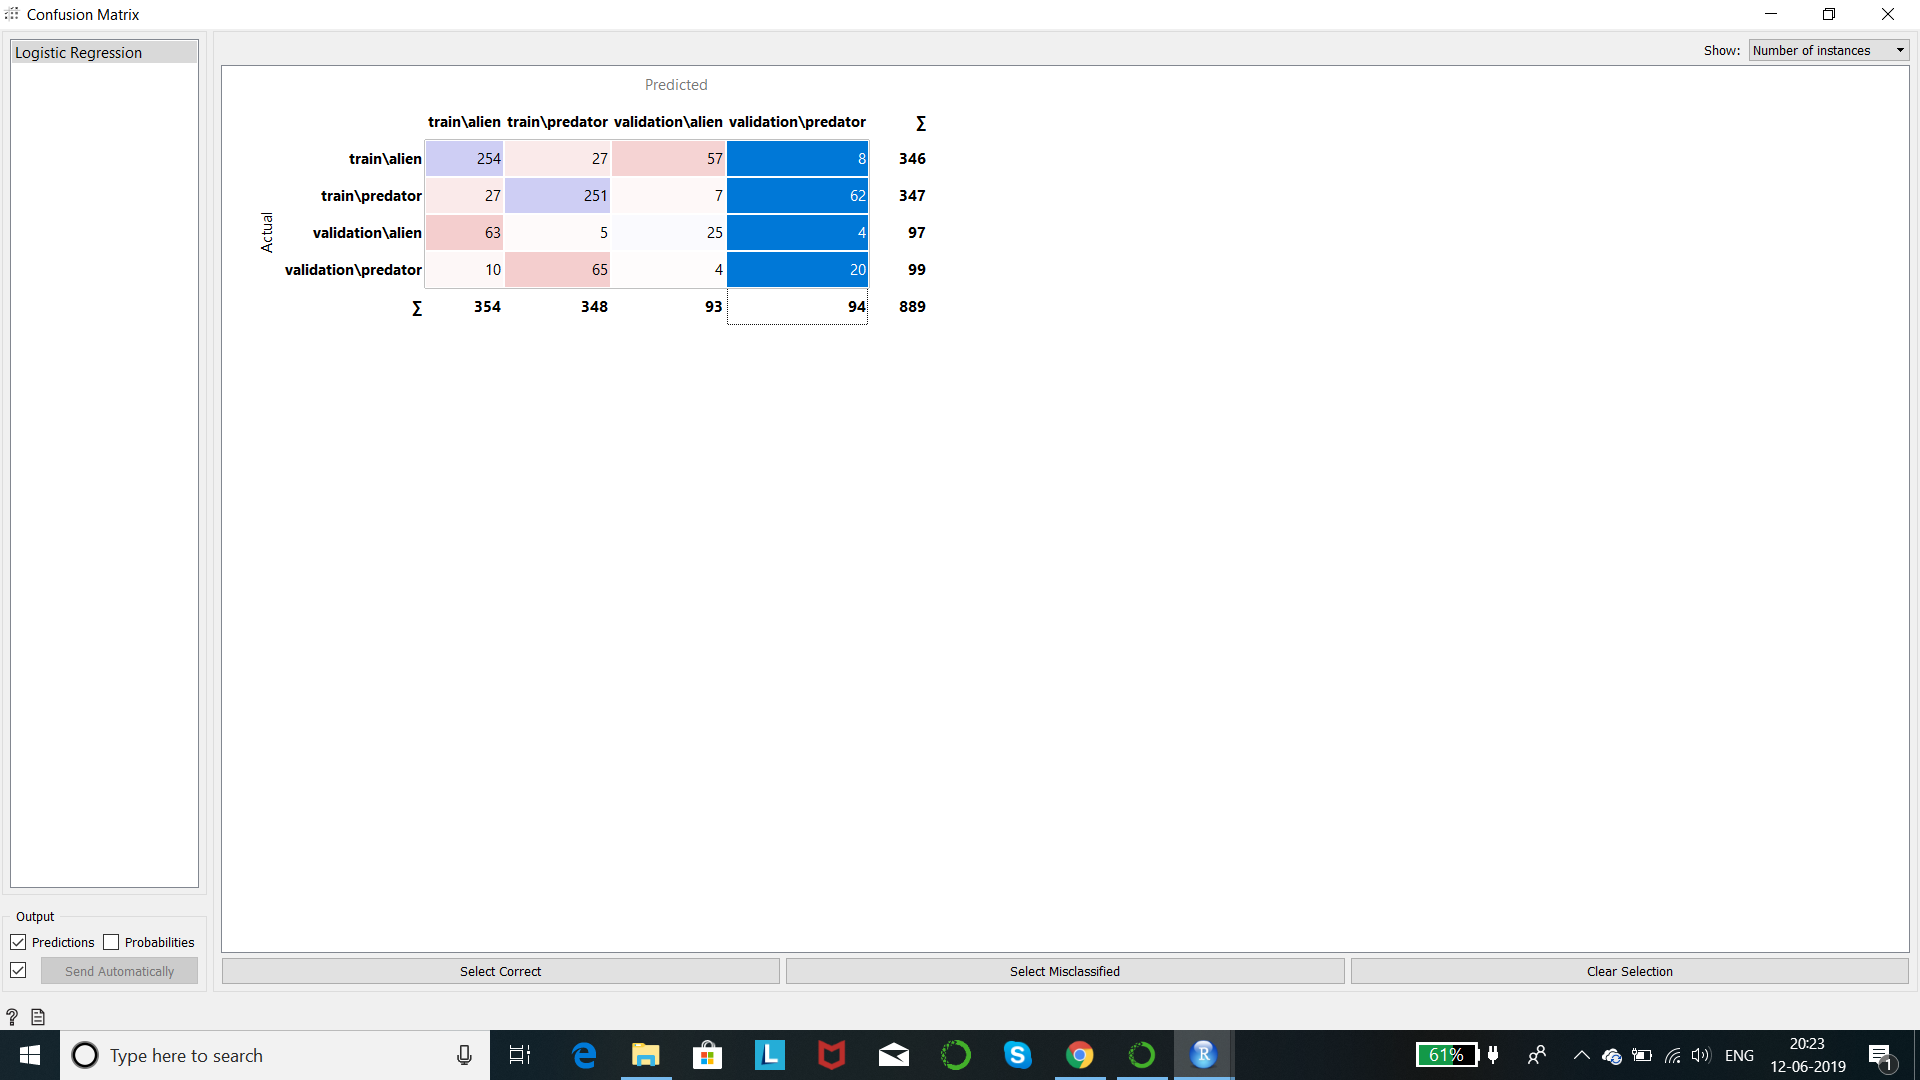 Confusion Matrix
Logistic Regression
Show: Number of instances
Predicted
train\alien train\predator validation\alien validation\predator ∑
train\alien 254 27 57 8 346
train\predator 27 251 7 62 347
Actual
validation\alien 63 5 25 4 97
validation\predator 10 65 4 20 99
∑ 354 348 93 94 889
Output
Predictions Probabilities
Send Automatically
Select Correct Select Misclassified Clear Selection
?
Type here to search
L
S
R
61%
ENG
20:23
12-06-2019
1